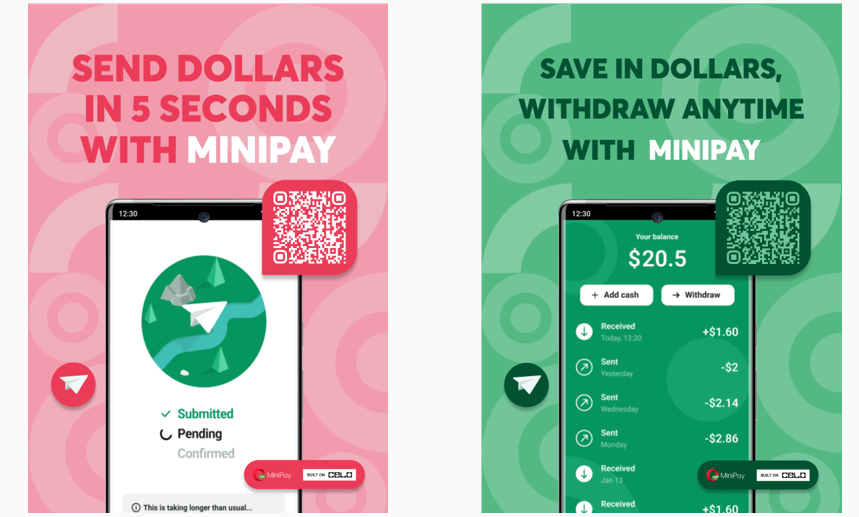 SEND DOLLARS
IN 5 SECONDS
WITH MINIPAY
12:30
Submitted
Pending
Confirmed
MiniPay BUILT ON CELO
This is taking longer than usual...
SAVE IN DOLLARS,
WITHDRAW ANYTIME
WITH MINIPAY
12:30
Your balance
$20.5
+ Add cash
→ Withdraw
Received
Today, 13:30
+$1.60
Sent
Yesterday
-$2
Sent
Wednesday
-$2.14
Sent
Monday
-$2.86
Received
Jan 13
MiniPay BUILT ON CELO
Received
+$1.60